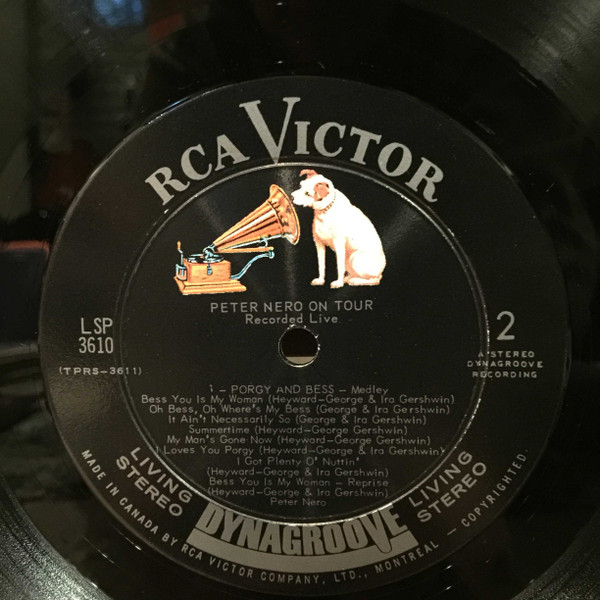 RCA VICTOR
PETER NERO ON TOUR
Recorded Live
LSP
3610
(TPRS-3611)
2
A STEREO
DYNAGROOVE
RECORDING
1 - PORGY AND BESS - Medley
Bess You Is My Woman (Heyward-George & Ira Gershwin)
Oh Bess, Oh Where's My Bess (George & Ira Gershwin)
It Ain't Necessarily So (George & Ira Gershwin)
Summertime (Heyward-George Gershwin)
My Man's Gone Now (Heyward-George Gershwin)
I Loves You Porgy (Heyward-George & Ira Gershwin)
I Got Plenty O' Nuttin'
(Heyward-George & Ira Gershwin)
Bess You Is My Woman - Reprise
(Heyward-George & Ira Gershwin)
Peter Nero
LIVING
STEREO
DYNAGROOVE
LIVING
STEREO
MADE IN CANADA BY RCA VICTOR COMPANY, LTD., MONTREAL - COPYRIGHTED.